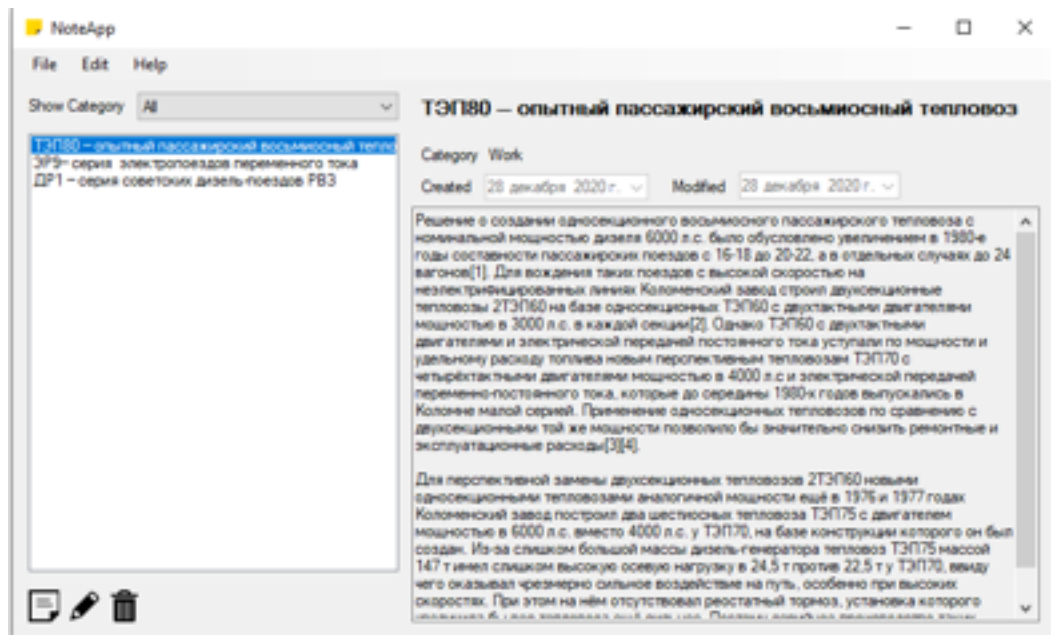 NoteApp
File Edit Help
Show Category All
ТЭП80 – опытный пассажирский восьмиосный тепло
ЭР9– серия электропоездов переменного тока
ДР1 – серия советских дизель-поездов РВЗ
ТЭП80 – опытный пассажирский восьмиосный тепловоз
Category Work
Created 28 декабря 2020 г. Modified 28 декабря 2020 г.
Решение о создании односекционного восьмиосного пассажирского тепловоза с
номинальной мощностью дизеля 6000 л.с. было обусловлено увеличением в 1980-е
годы составности пассажирских поездов с 16-18 до 20-22, а в отдельных случаях до 24
вагонов[1]. Для вождения таких поездов с высокой скоростью на
неэлектрифицированных линиях Коломенский завод строил двухсекционные
тепловозы 2ТЭП60 на базе односекционных ТЭП60 с двухтактными двигателями
мощностью в 3000 л.с. в каждой секции[2]. Однако ТЭП60 с двухтактными
двигателями и электрической передачей постоянного тока уступали по мощности и
удельному расходу топлива новым перспективным тепловозам ТЭП70 с
четырёхтактными двигателями мощностью в 4000 л.с и электрической передачей
переменно-постоянного тока, которые до середины 1980-х годов выпускались в
Коломне малой серией. Применение односекционных тепловозов по сравнению с
двухсекционными той же мощности позволило бы значительно снизить ремонтные и
эксплуатационные расходы[3][4].
Для перспективной замены двухсекционных тепловозов 2ТЭП60 новыми
односекционными тепловозами аналогичной мощности ещё в 1976 и 1977 годах
Коломенский завод построил два шестиосных тепловоза ТЭП75 с двигателем
мощностью в 6000 л.с. вместо 4000 л.с. у ТЭП70, на базе конструкции которого он был
создан. Из-за слишком большой массы дизель-генератора тепловоз ТЭП75 массой
147 т имел слишком высокую осевую нагрузку в 24,5 т против 22,5 т у ТЭП70, ввиду
чего оказывал чрезмерно сильное воздействие на путь, особенно при высоких
скоростях. При этом на нём отсутствовал реостатный тормоз, установка которого